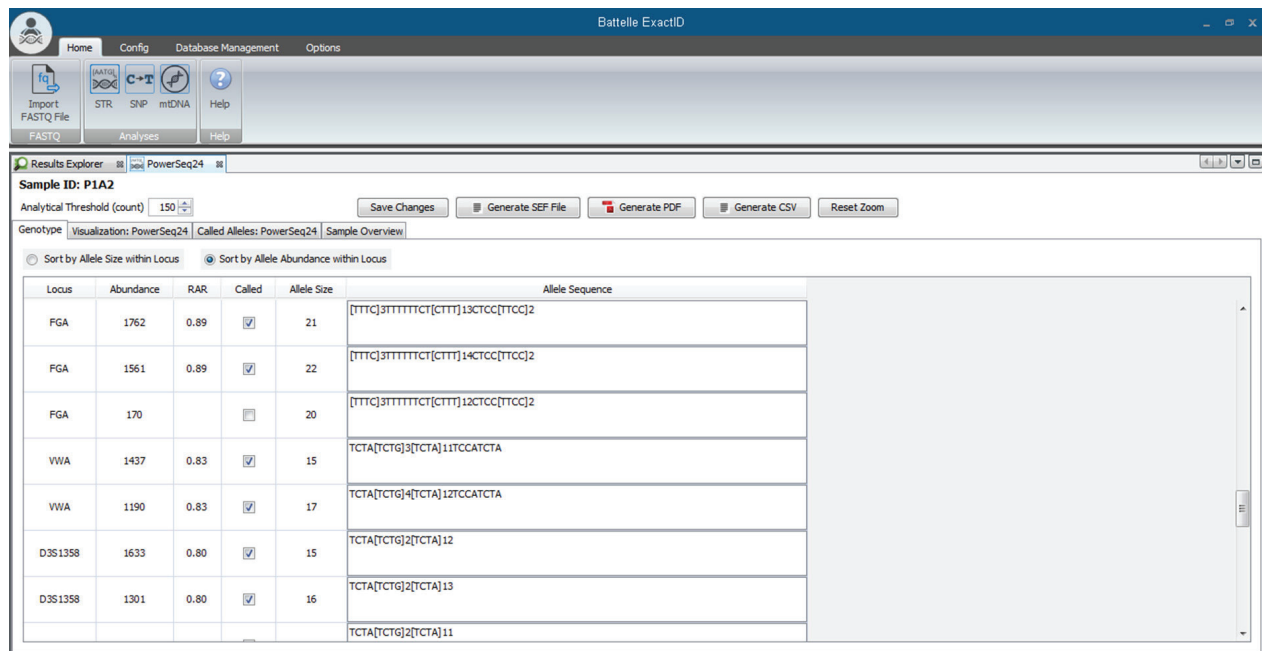 Battelle ExactID
Home Config Database Management Options
fq [AATG] C→T
Import FASTQ File STR SNP mtDNA Help
FASTQ Analyses Help
Results Explorer PowerSeq24
Sample ID: P1A2
Analytical Threshold (count) 150 Save Changes Generate SEF File Generate PDF Generate CSV Reset Zoom
Genotype Visualization: PowerSeq24 Called Alleles: PowerSeq24 Sample Overview
Sort by Allele Size within Locus Sort by Allele Abundance within Locus
Locus Abundance RAR Called Allele Size Allele Sequence
FGA 1762 0.89 21 [TTTC]3TTTTTTCT[CTTT]13CTCC[TTCC]2
FGA 1561 0.89 22 [TTTC]3TTTTTTCT[CTTT]14CTCC[TTCC]2
FGA 170 20 [TTTC]3TTTTTTCT[CTTT]12CTCC[TTCC]2
VWA 1437 0.83 15 TCTA[TCTG]3[TCTA]11TCCATCTA
VWA 1190 0.83 17 TCTA[TCTG]4[TCTA]12TCCATCTA
D3S1358 1633 0.80 15 TCTA[TCTG]2[TCTA]12
D3S1358 1301 0.80 16 TCTA[TCTG]2[TCTA]13
TCTA[TCTG]2[TCTA]11